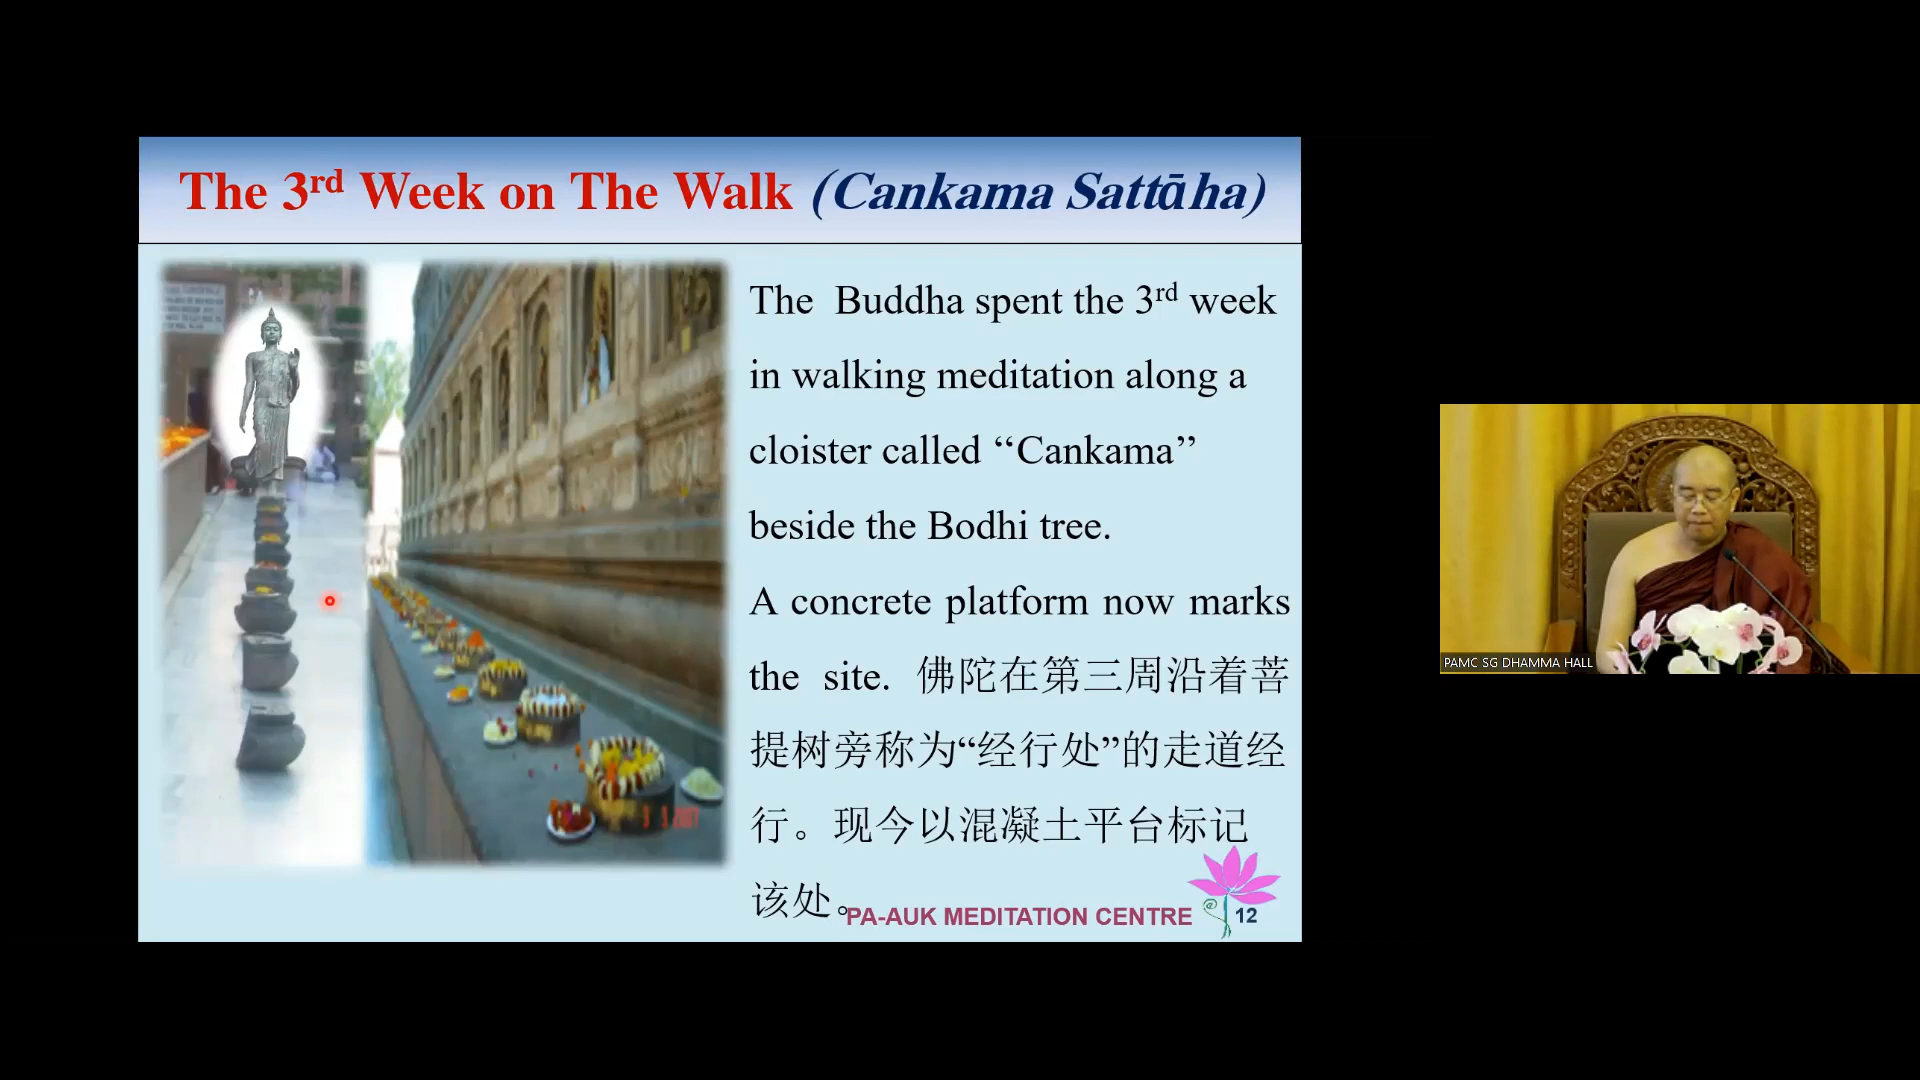 The 3rd Week on The Walk (Cankama Sattāha)
The Buddha spent the 3rd week
in walking meditation along a
cloister called ‘‘Cankama’’
beside the Bodhi tree.
A concrete platform now marks
the site. 佛陀在第三周沿着菩
提树旁称为“经行处”的走道经
行。现今以混凝土平台标记
该处。
PA-AUK MEDITATION CENTRE
@ 12
PAMC SG DHAMMA HALL